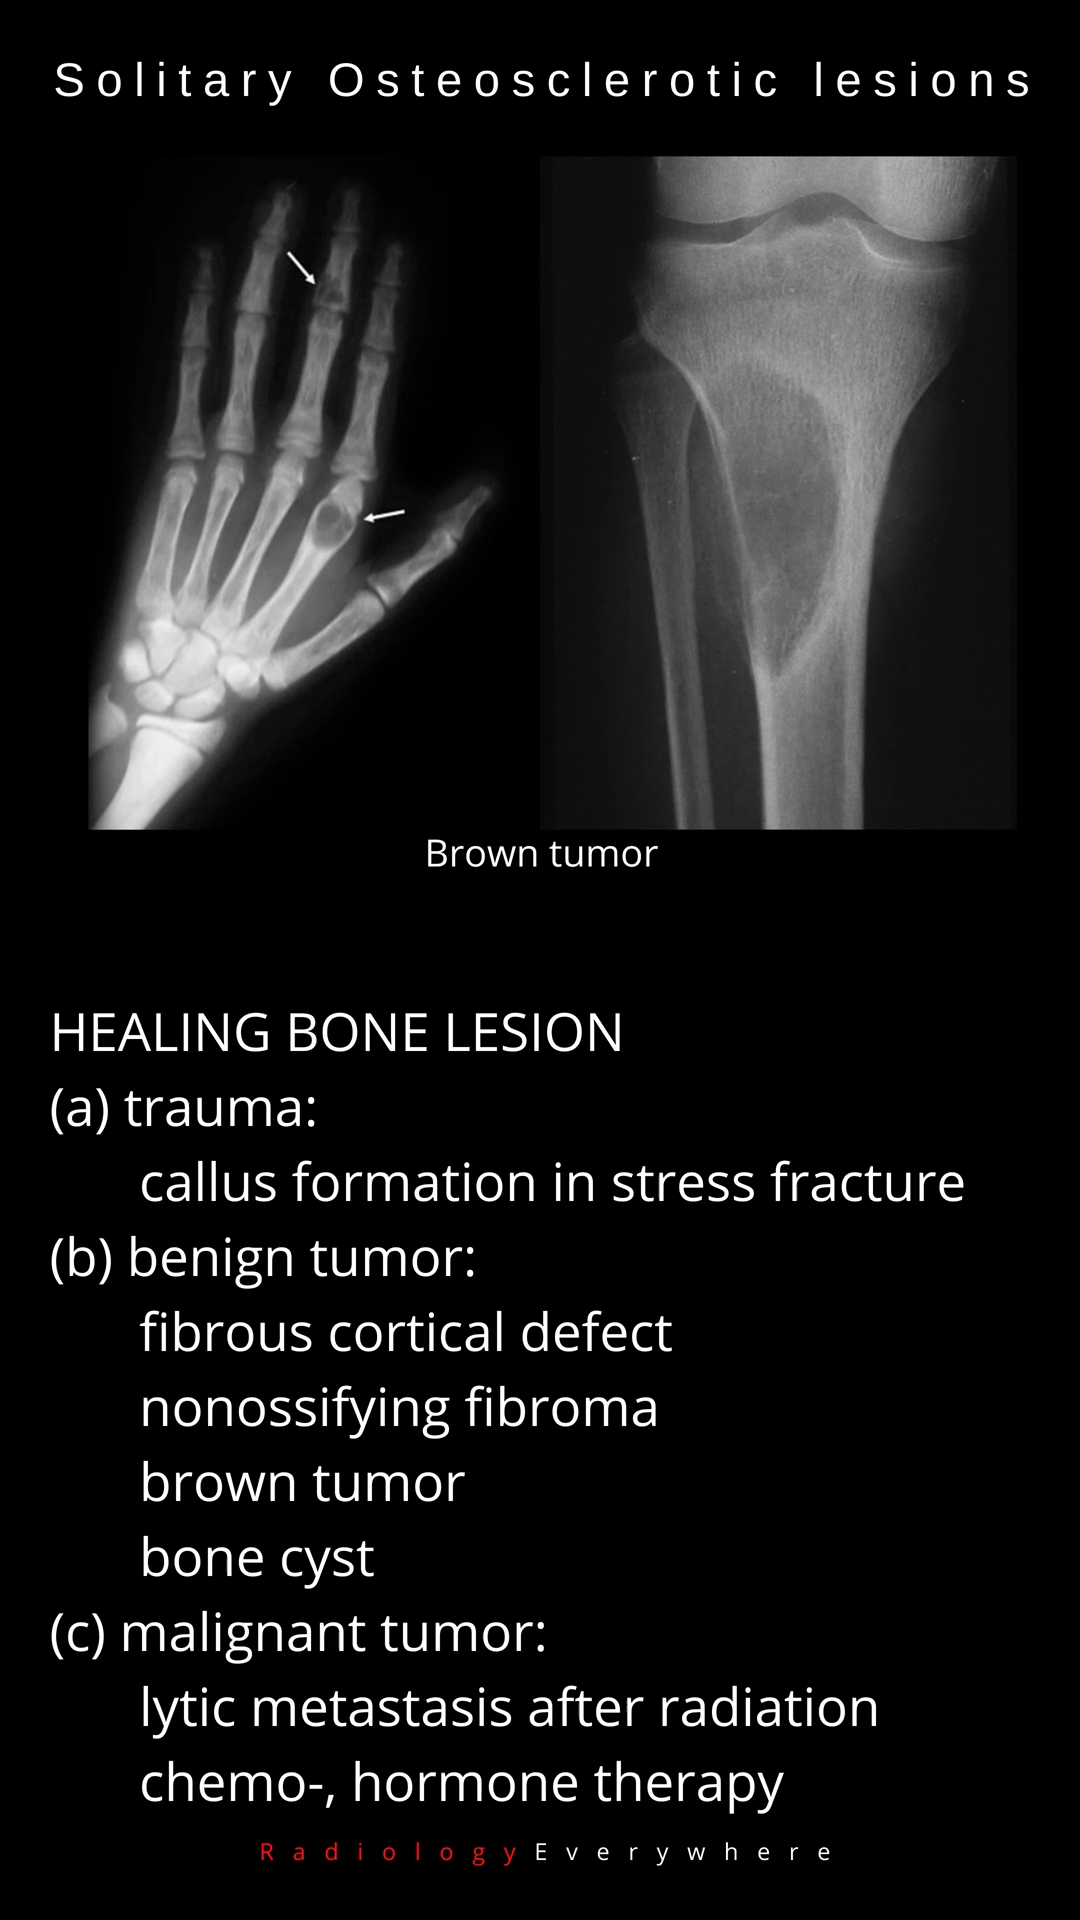 Solitary Osteosclerotic lesions
Brown tumor
HEALING BONE LESION
(a) trauma:
callus formation in stress fracture
(b) benign tumor:
fibrous cortical defect
nonossifying fibroma
brown tumor
bone cyst
(c) malignant tumor:
lytic metastasis after radiation
chemo-, hormone therapy
Radiology Everywhere